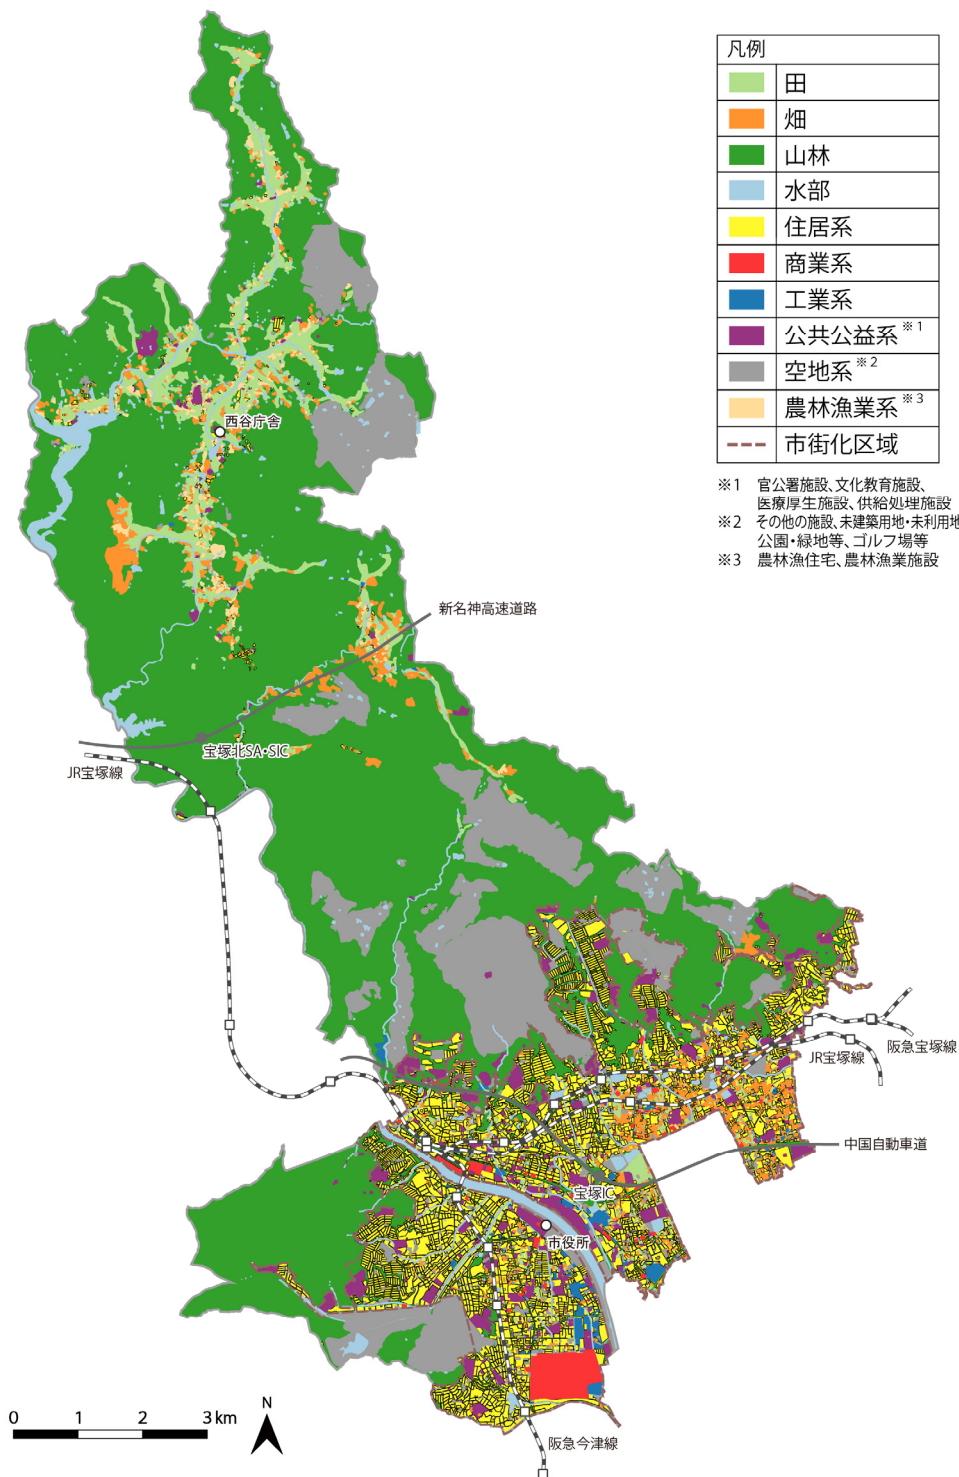 凡例
田
畑
山林
水部
住居系
商業系
工業系
公共公益系※1
空地系※2
農林漁業系※3
市街化区域
※1 官公署施設、文化教育施設、
医療厚生施設、供給処理施設
※2 その他の施設、未建築用地・未利用地
公園・緑地等、ゴルフ場等
※3 農林漁住宅、農林漁業施設
西谷庁舎
新名神高速道路
宝塚北SA・SIC
JR宝塚線
阪急宝塚線
JR宝塚線
中国自動車道
宝塚IC
市役所
阪急今津線
0 1 2 3km
N